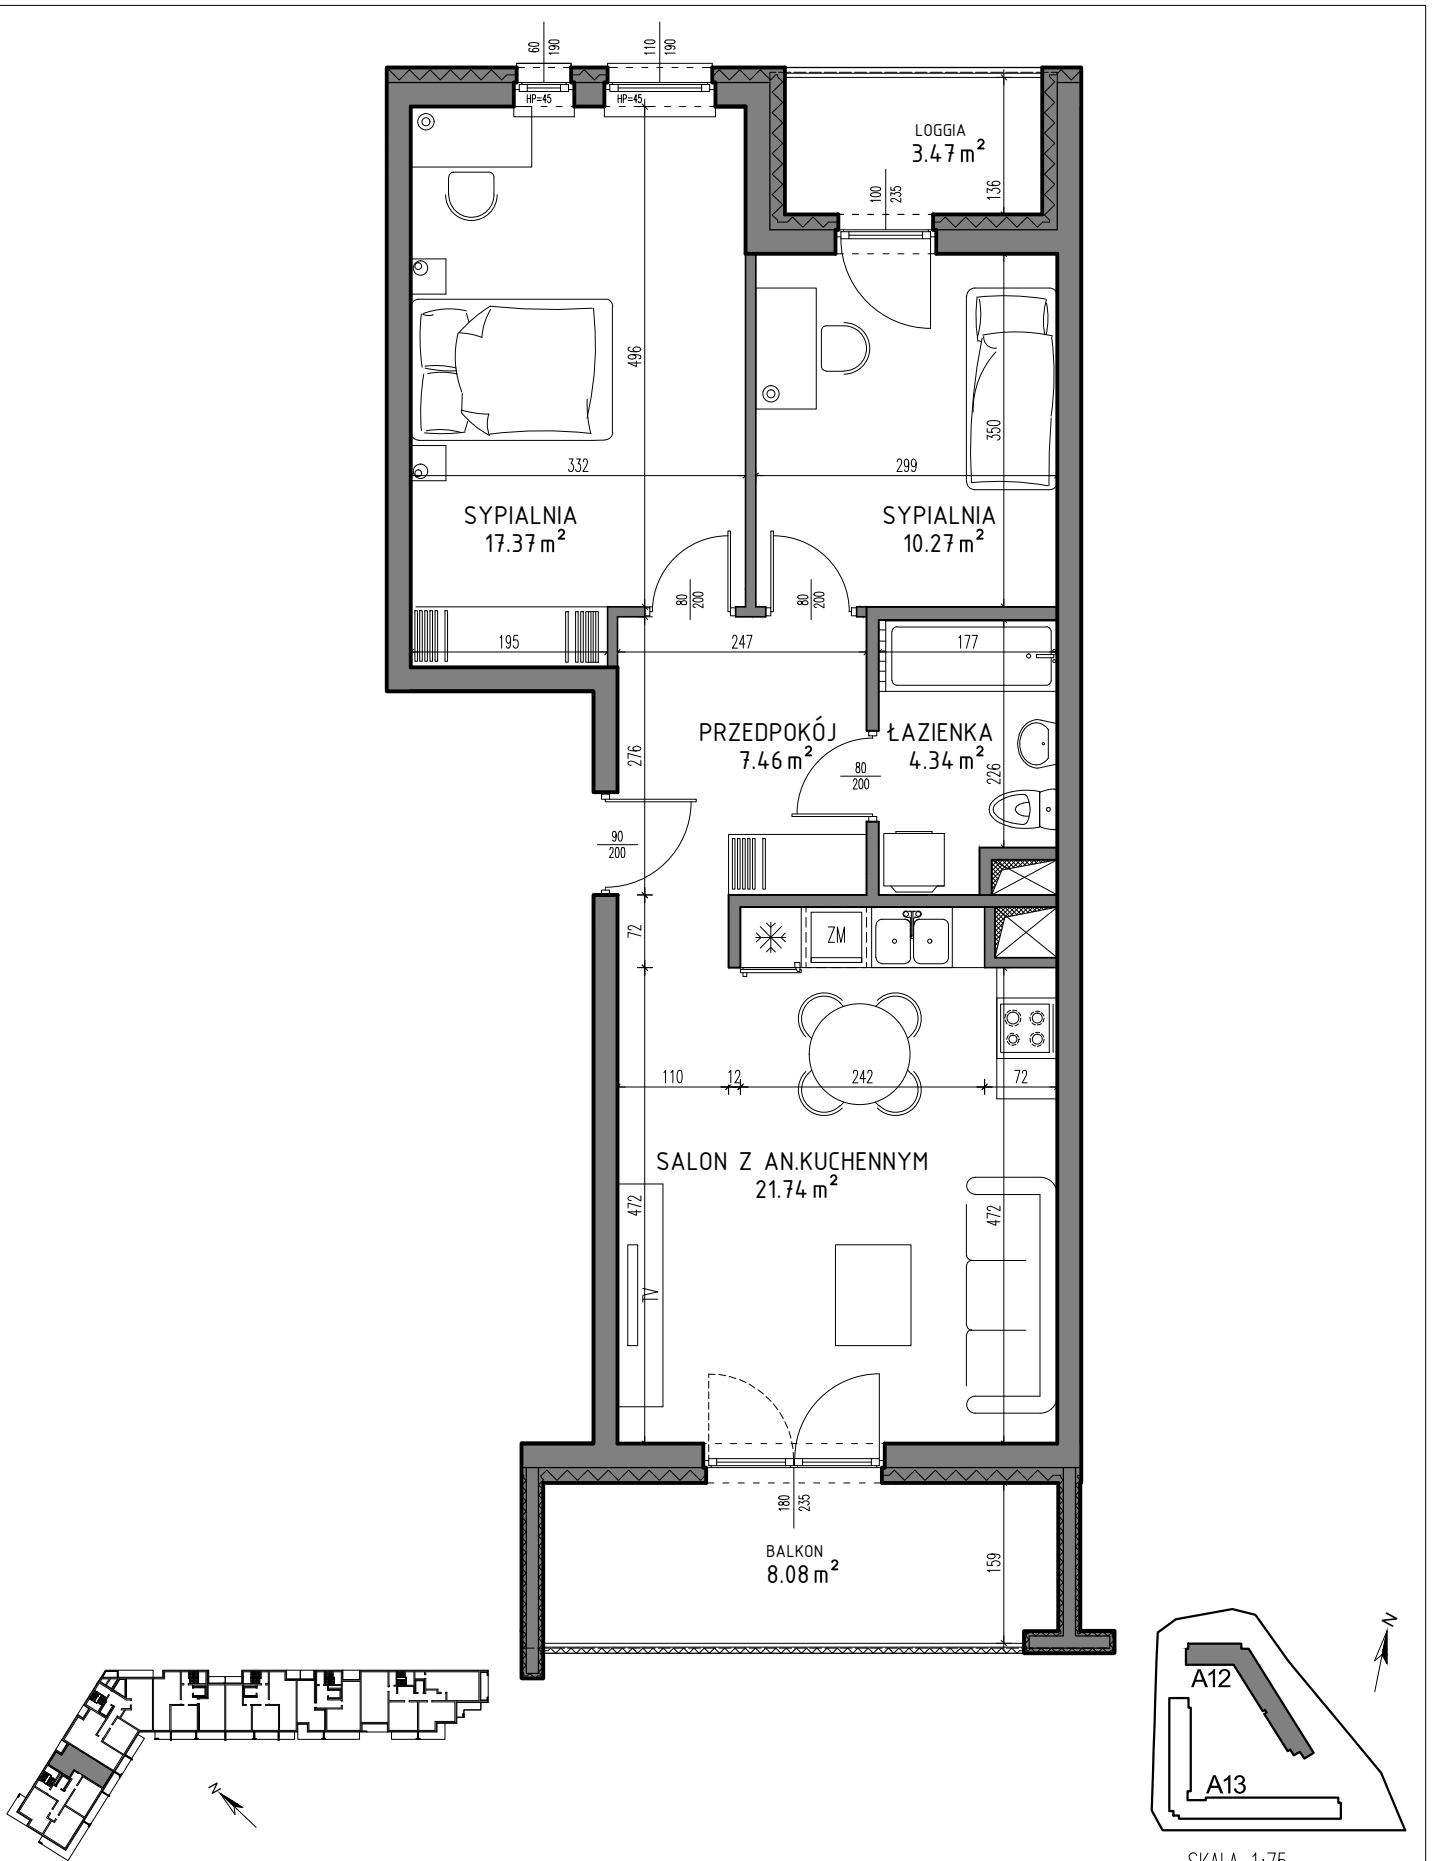 60
190
110
190
HP=45
HP=45
LOGGIA
3.47 m²
136
100
235
496
350
332
299
SYPIALNIA
17.37 m²
SYPIALNIA
10.27 m²
80
200
80
200
195
247
177
PRZEDPOKÓJ
7.46 m²
ŁAZIENKA
4.34 m²
276
226
80
200
90
200
72
ZM
110
12
242
72
SALON Z AN.KUCHENNYM
21.74 m²
472
472
TV
180
235
BALKON
8.08 m²
159
N
A12
A13
N
SKALA 1:75